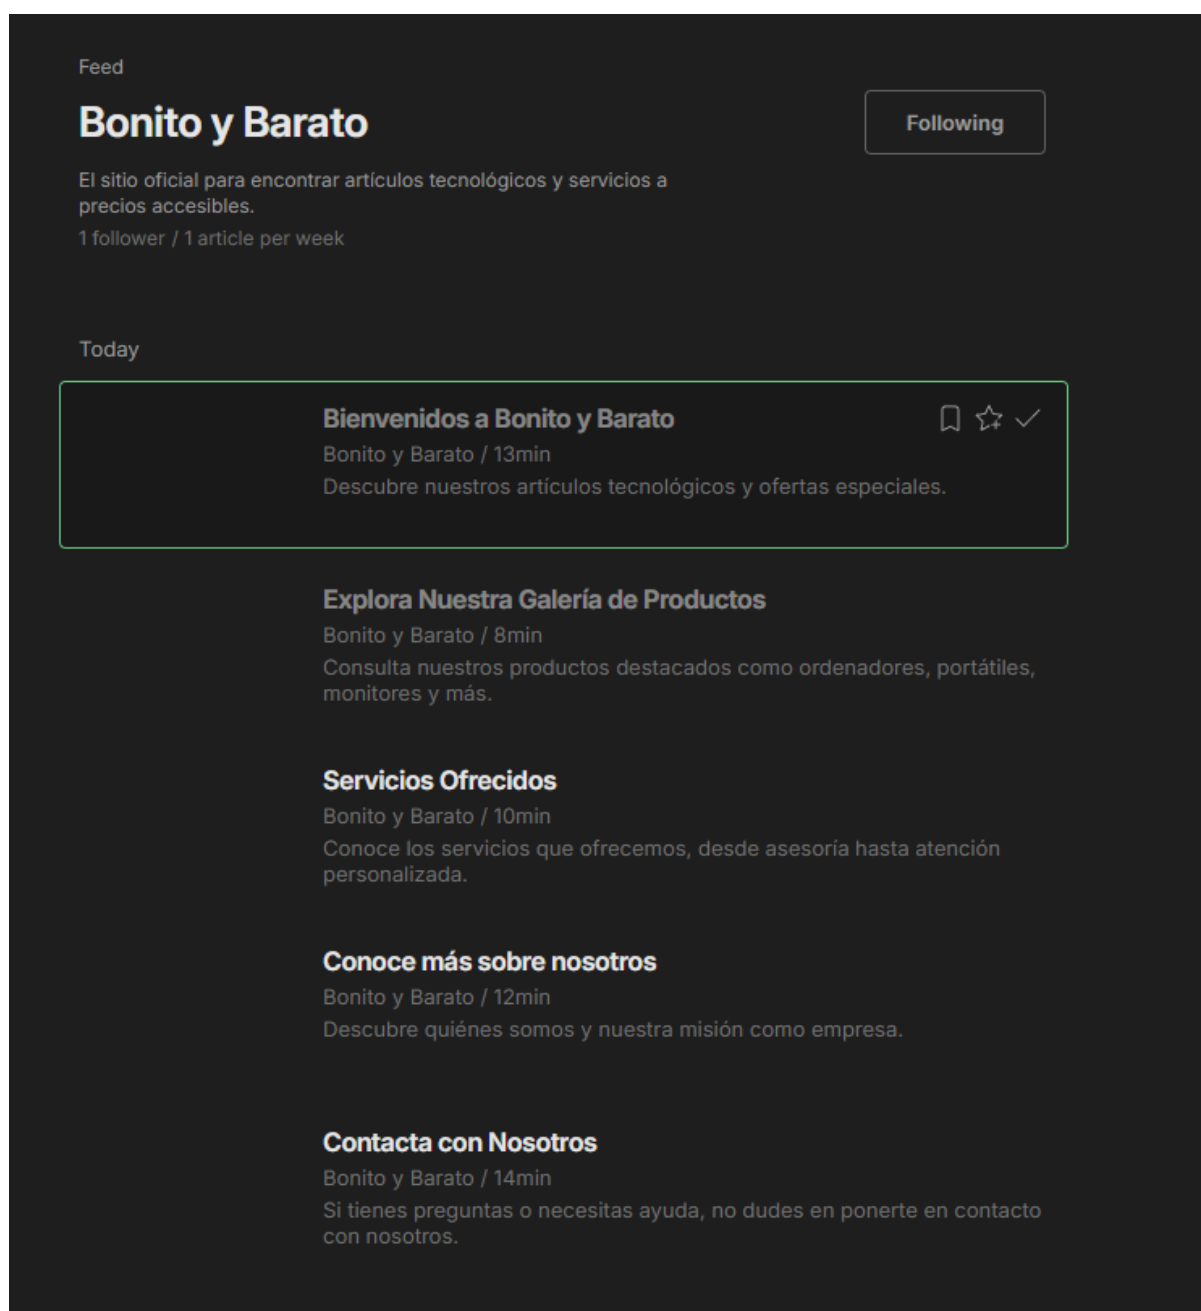 Feed
Bonito y Barato
Following
El sitio oficial para encontrar artículos tecnológicos y servicios a
precios accesibles.
1 follower / 1 article per week
Today
Bienvenidos a Bonito y Barato
Bonito y Barato / 13min
Descubre nuestros artículos tecnológicos y ofertas especiales.
Explora Nuestra Galería de Productos
Bonito y Barato / 8min
Consulta nuestros productos destacados como ordenadores, portátiles,
monitores y más.
Servicios Ofrecidos
Bonito y Barato / 10min
Conoce los servicios que ofrecemos, desde asesoría hasta atención
personalizada.
Conoce más sobre nosotros
Bonito y Barato / 12min
Descubre quiénes somos y nuestra misión como empresa.
Contacta con Nosotros
Bonito y Barato / 14min
Si tienes preguntas o necesitas ayuda, no dudes en ponerte en contacto
con nosotros.